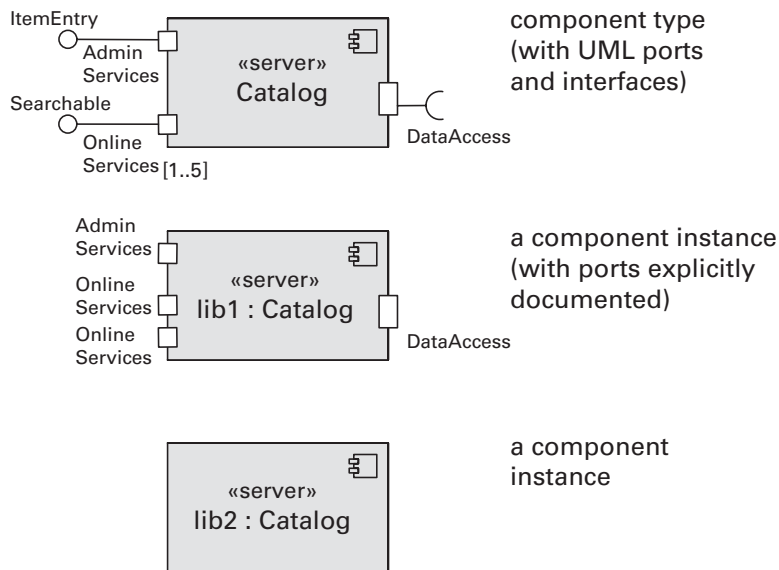 ItemEntry
Admin
Services
Searchable
Online
Services [1..5]
«server»
Catalog
DataAccess
component type
(with UML ports
and interfaces)
Admin
Services
Online
Services
Online
Services
«server»
lib1 : Catalog
DataAccess
a component instance
(with ports explicitly
documented)
«server»
lib2 : Catalog
a component
instance